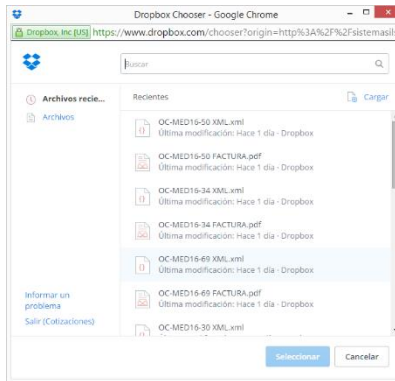 Dropbox Chooser - Google Chrome
Dropbox, Inc [US] https://www.dropbox.com/chooser?origin=http%3A%2F%2Fsistemasil
Buscar
Archivos recie...
Archivos
Recientes
Cargar
OC-MED16-50 XML.xml
Última modificación: Hace 1 día - Dropbox
OC-MED16-50 FACTURA.pdf
Última modificación: Hace 1 día - Dropbox
OC-MED16-34 XML.xml
Última modificación: Hace 1 día - Dropbox
OC-MED16-34 FACTURA.pdf
Última modificación: Hace 1 día - Dropbox
OC-MED16-69 XML.xml
Última modificación: Hace 1 día - Dropbox
OC-MED16-69 FACTURA.pdf
Última modificación: Hace 1 día - Dropbox
OC-MED16-30 XML.xml
Informar un
problema
Salir (Cotizaciones)
Seleccionar
Cancelar